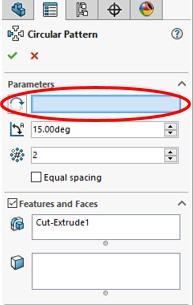 Circular Pattern
Parameters
15.00deg
2
Equal spacing
Features and Faces
Cut-Extrude1